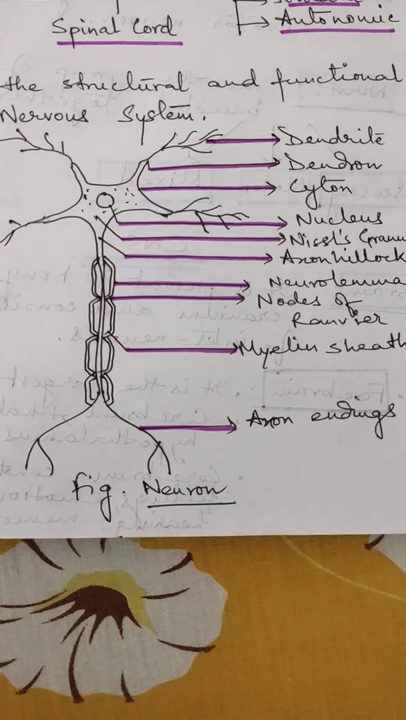 Spinal Cord
Autonomic
the structural and functional
Nervous System.
Dendrite
Dendron
Cyton
Nucleus
Nissl's Granu
Axon hillock
Neurolemma
Nodes of
Ranvier
Myelin sheath
Axon endings
Fig: Neuron